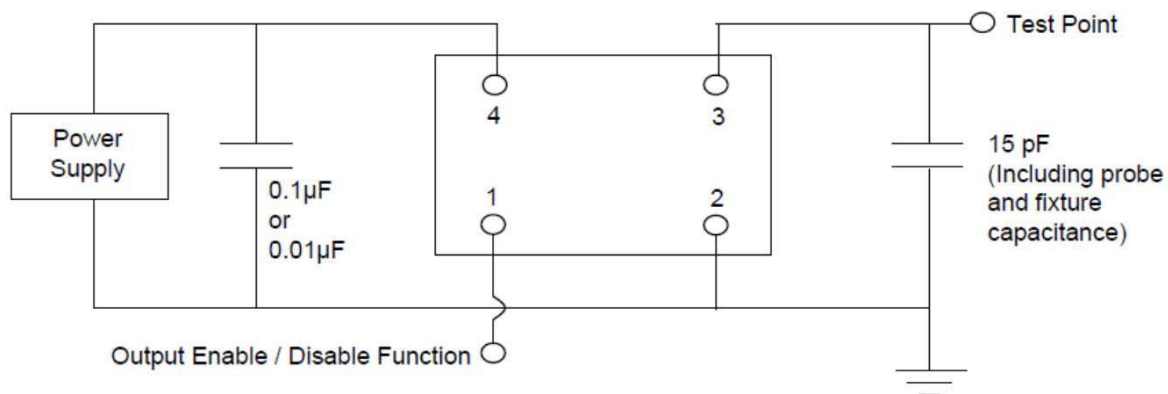 Test Point
Power
Supply
4
3
0.1µF
or
0.01µF
1
2
15 pF
(Including probe
and fixture
capacitance)
Output Enable / Disable Function